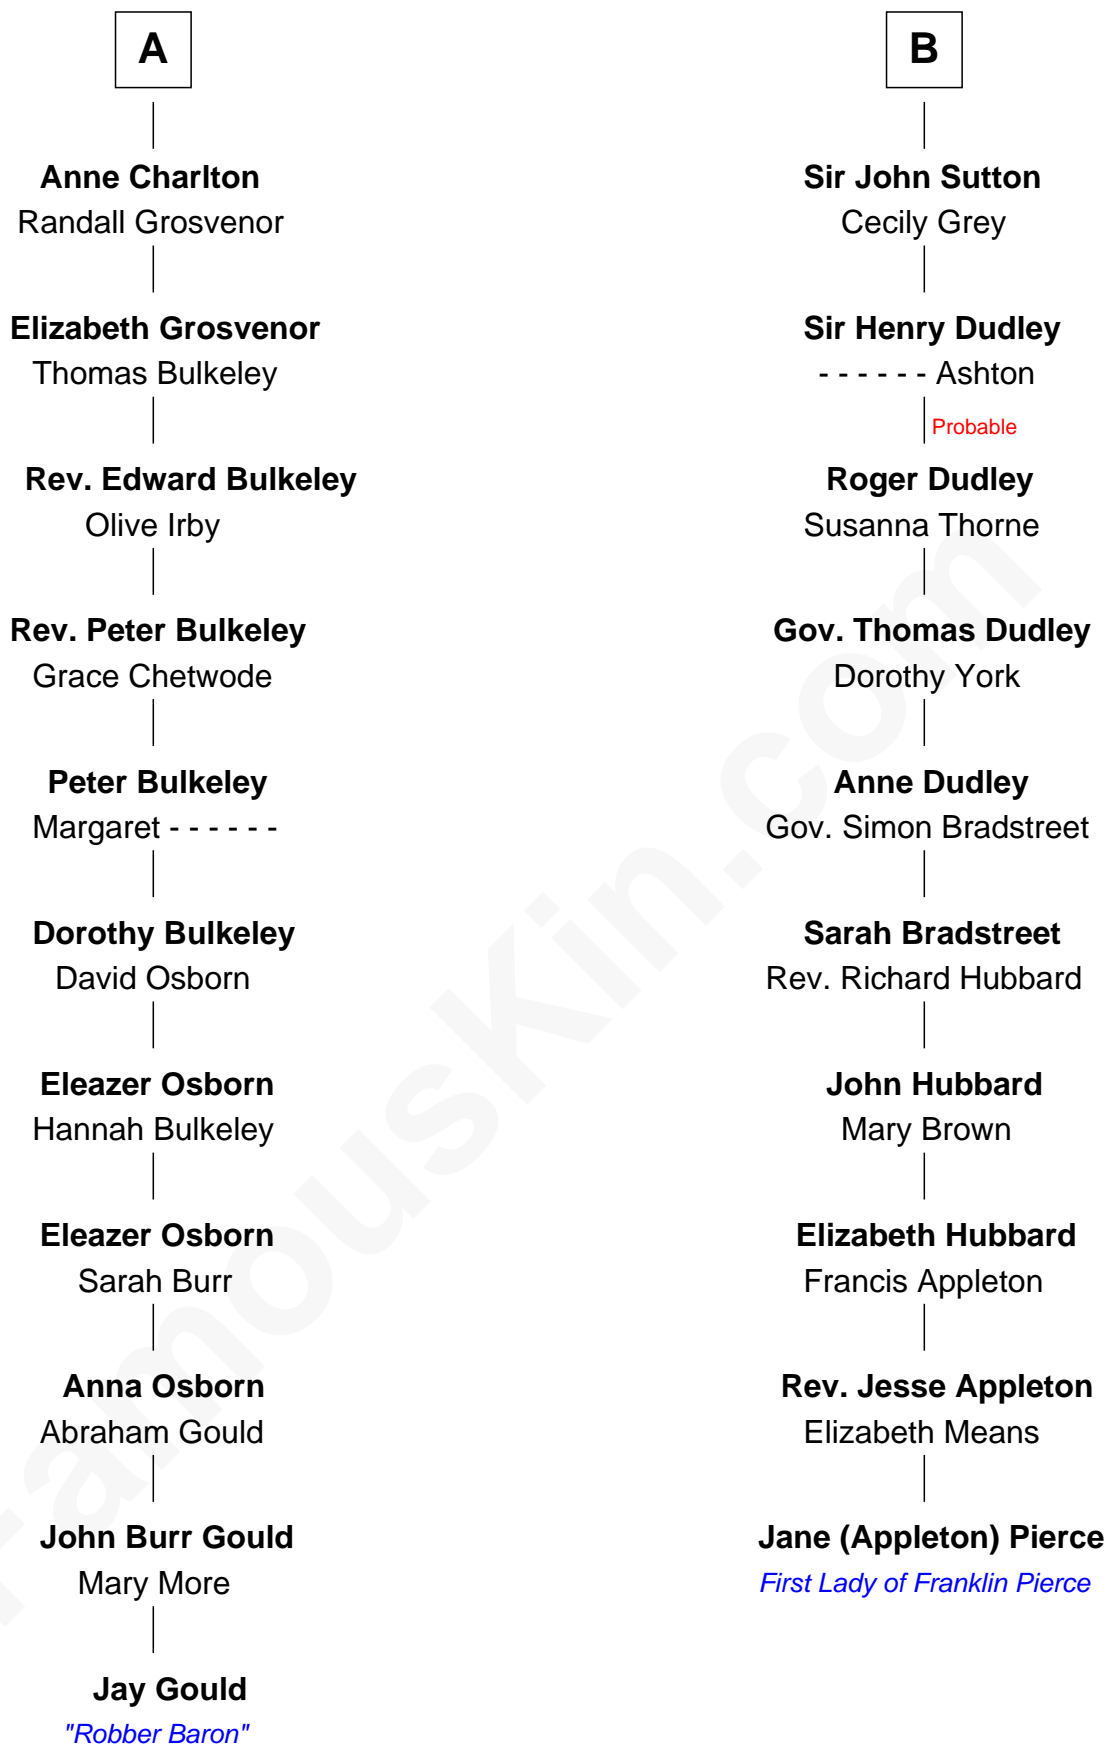 A
Anne Charlton
Randall Grosvenor
Elizabeth Grosvenor
Thomas Bulkeley
Rev. Edward Bulkeley
Olive Irby
Rev. Peter Bulkeley
Grace Chetwode
Peter Bulkeley
Margaret - - - - - -
Dorothy Bulkeley
David Osborn
Eleazer Osborn
Hannah Bulkeley
Eleazer Osborn
Sarah Burr
Anna Osborn
Abraham Gould
John Burr Gould
Mary More
Jay Gould
"Robber Baron"
B
Sir John Sutton
Cecily Grey
Sir Henry Dudley
- - - - - - Ashton
Probable
Roger Dudley
Susanna Thorne
Gov. Thomas Dudley
Dorothy York
Anne Dudley
Gov. Simon Bradstreet
Sarah Bradstreet
Rev. Richard Hubbard
John Hubbard
Mary Brown
Elizabeth Hubbard
Francis Appleton
Rev. Jesse Appleton
Elizabeth Means
Jane (Appleton) Pierce
First Lady of Franklin Pierce
FamousKin.com